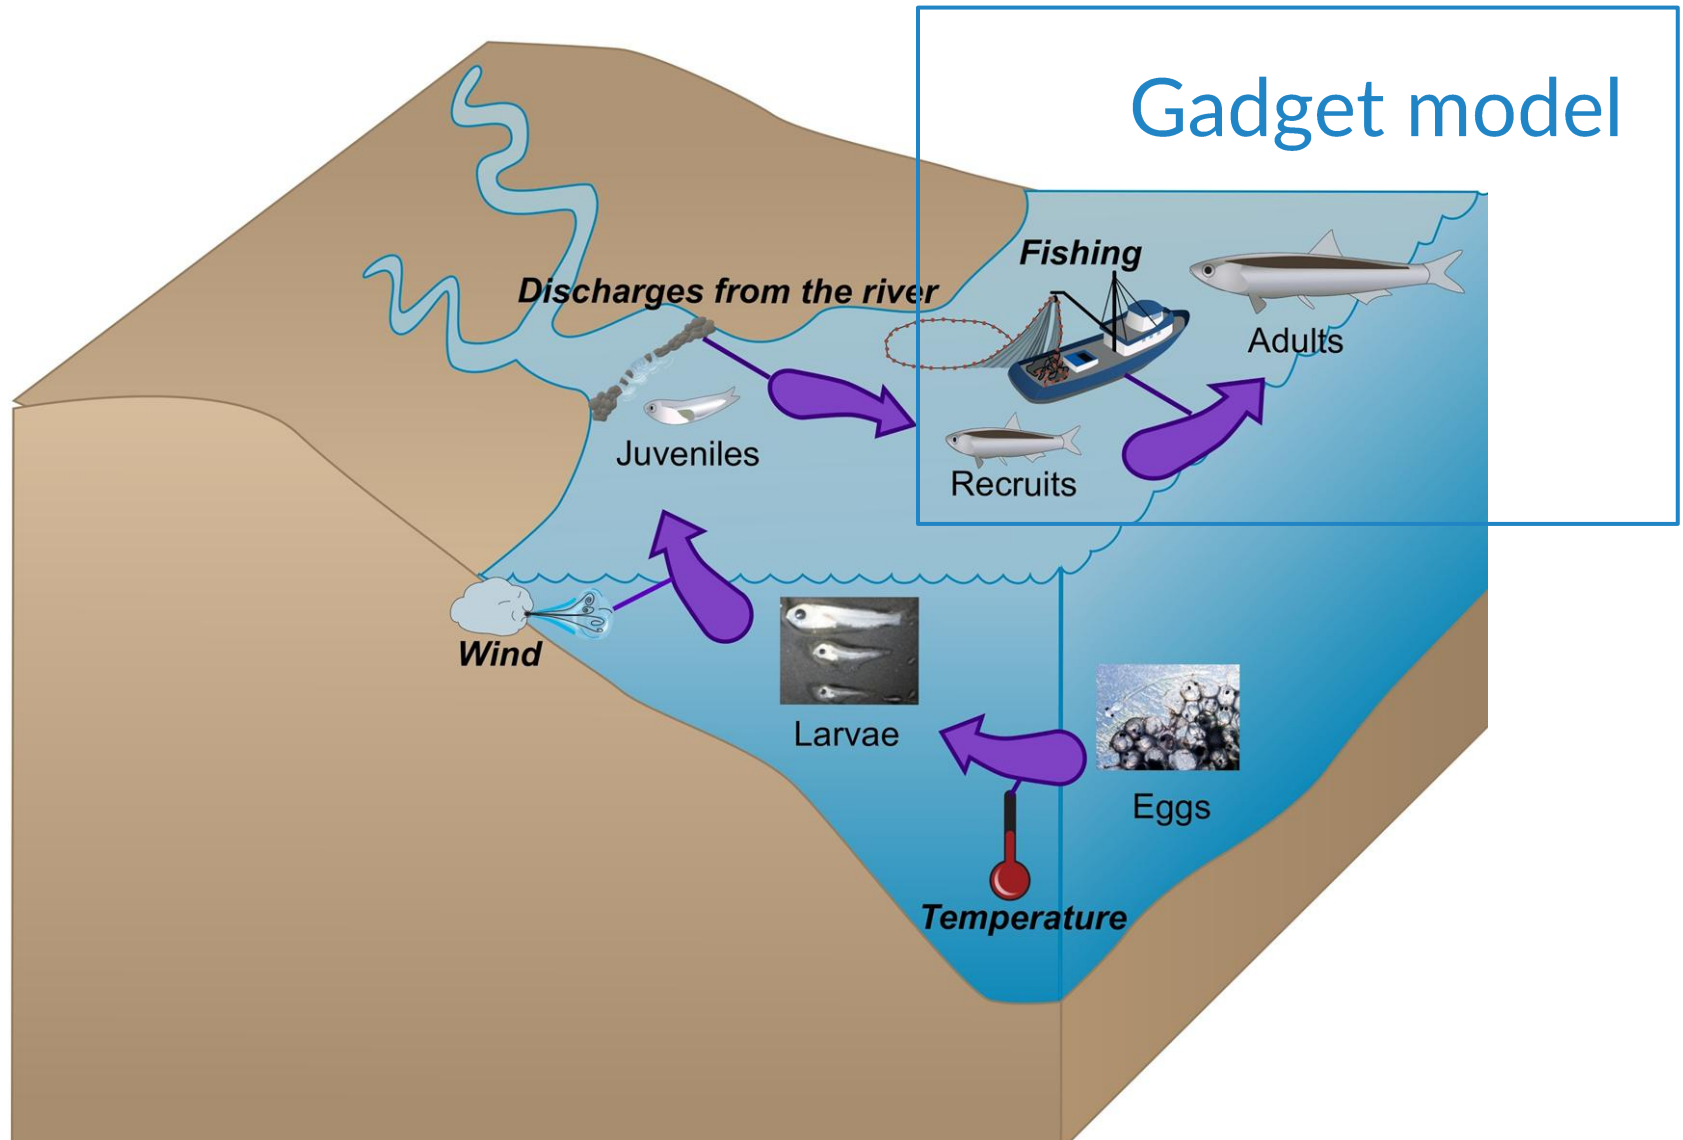 Gadget model
Fishing
Discharges from the river
Adults
Juveniles
Recruits
Wind
Larvae
Eggs
Temperature